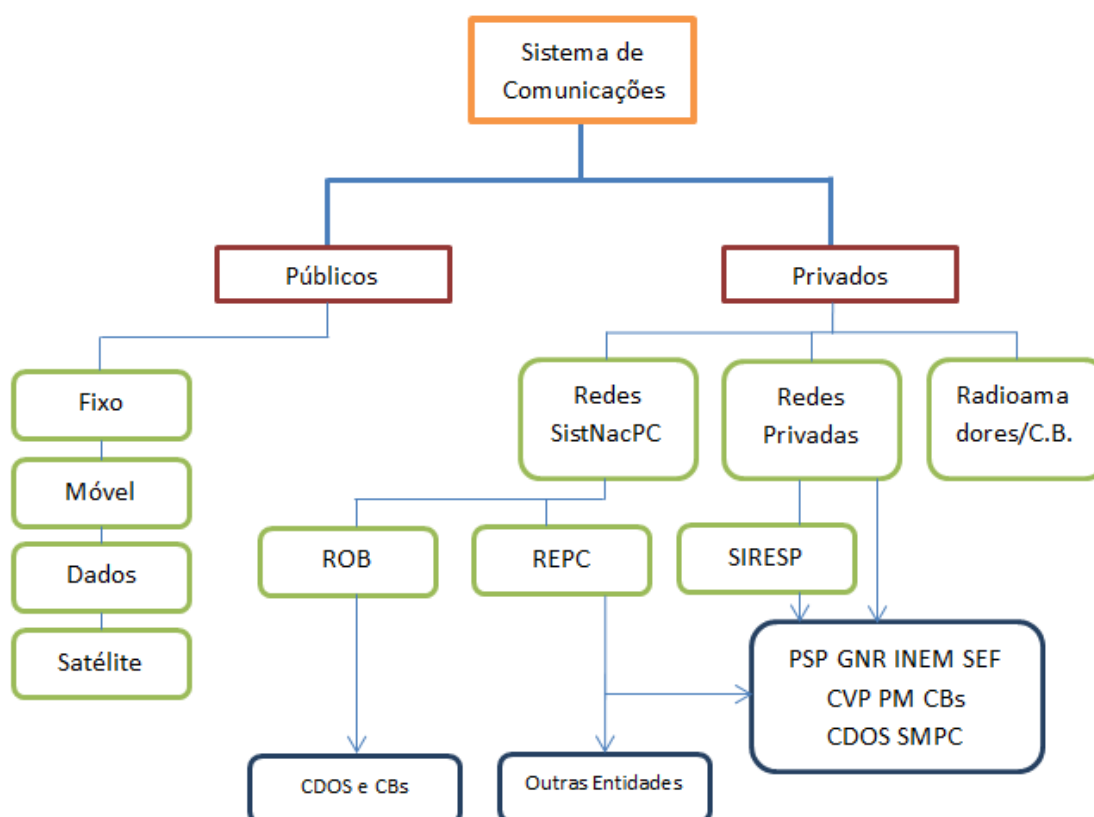 Sistema de
Comunicações
Públicos
Privados
Fixo
Móvel
Dados
Satélite
Redes
SistNacPC
Redes
Privadas
Radioama
dores/C.B.
ROB
REPC
SIRESP
PSP GNR INEM SEF
CVP PM CBs
CDOS SMPC
CDOS e CBs
Outras Entidades